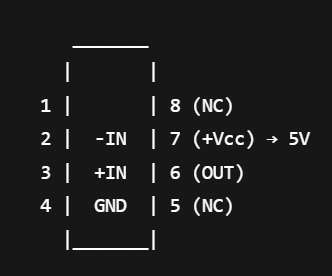 1 | | 8 (NC)
2 | -IN | 7 (+Vcc) → 5V
3 | +IN | 6 (OUT)
4 | GND | 5 (NC)